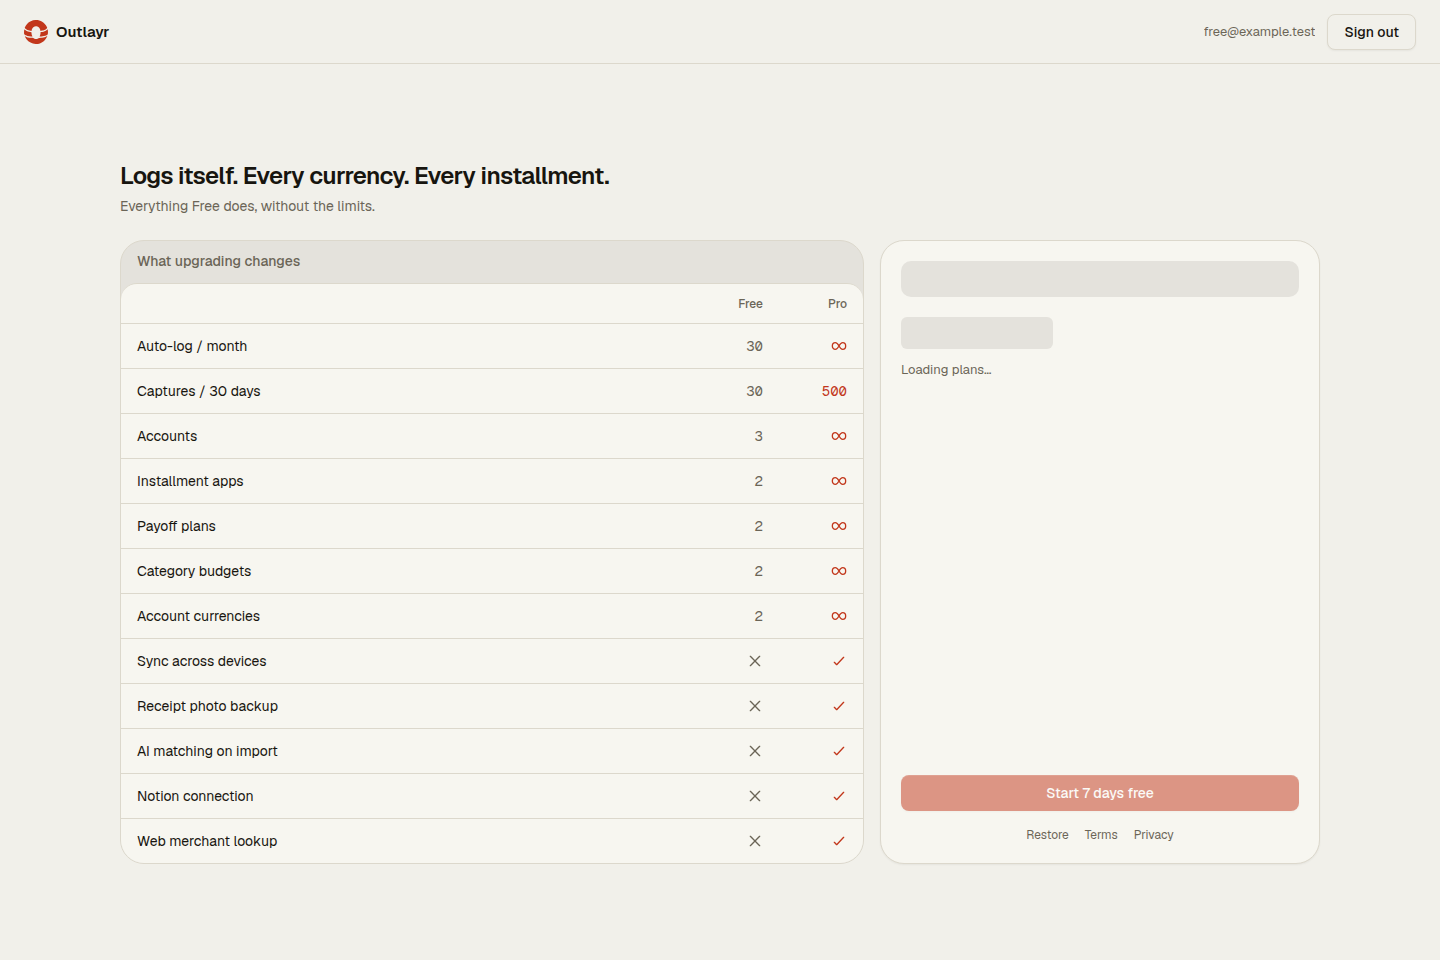 Outlayr
free@example.test
Sign out
Logs itself. Every currency. Every installment.
Everything Free does, without the limits.
What upgrading changes
Free Pro
Auto-log / month 30 ∞
Captures / 30 days 30 500
Accounts 3 ∞
Installment apps 2 ∞
Payoff plans 2 ∞
Category budgets 2 ∞
Account currencies 2 ∞
Sync across devices
Receipt photo backup
AI matching on import
Notion connection
Web merchant lookup
Loading plans…
Start 7 days free
Restore Terms Privacy